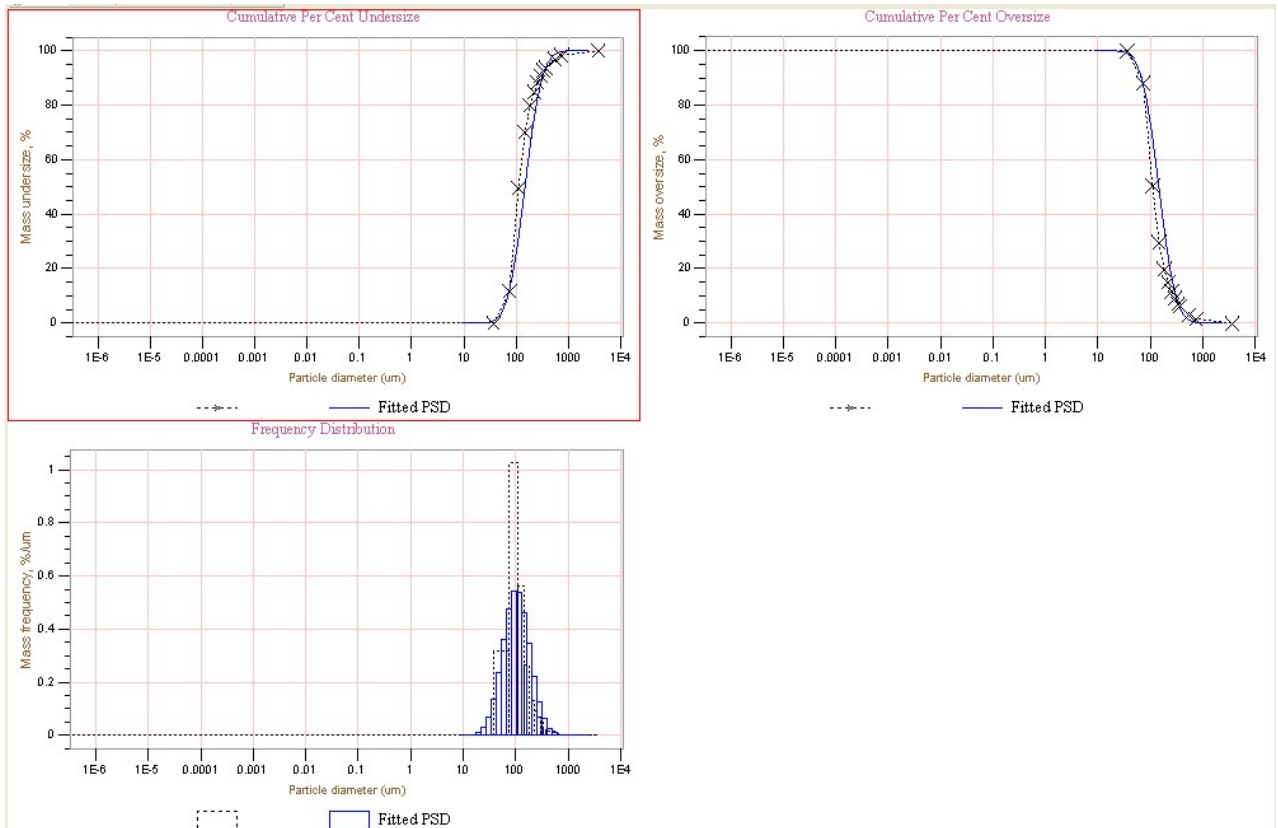 Cumulative Per Cent Undersize
100
80
60
40
20
0
Mass undersize, %
1E-6 1E-5 0.0001 0.001 0.01 0.1 1 10 100 1000 1E4
Particle diameter (um)
Fitted PSD
Cumulative Per Cent Oversize
100
80
60
40
20
0
Mass oversize, %
1E-6 1E-5 0.0001 0.001 0.01 0.1 1 10 100 1000 1E4
Particle diameter (um)
Fitted PSD
Frequency Distribution
1
0.8
0.6
0.4
0.2
0
Mass frequency, %/um
1E-6 1E-5 0.0001 0.001 0.01 0.1 1 10 100 1000 1E4
Particle diameter (um)
Fitted PSD